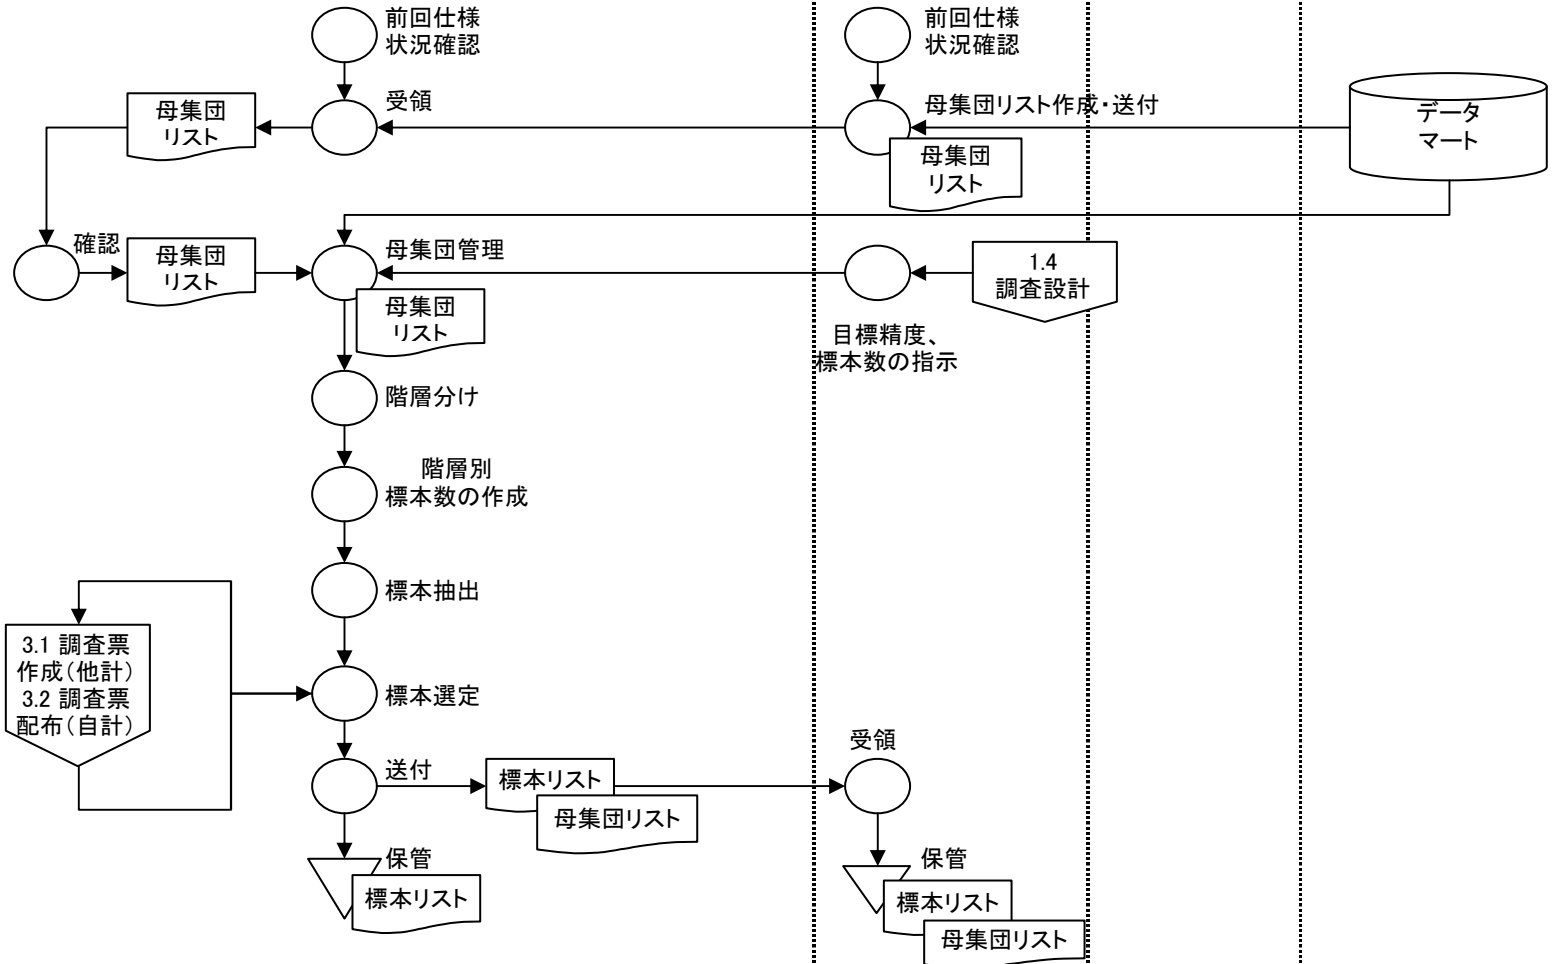 前回仕様
状況確認
前回仕様
状況確認
母集団
リスト
受領
母集団リスト作成・送付
データ
マート
母集団
リスト
確認
母集団
リスト
母集団管理
1.4
調査設計
母集団
リスト
目標精度、
標本数の指示
階層分け
階層別
標本数の作成
標本抽出
3.1 調査票
作成(他計)
3.2 調査票
配布(自計)
標本選定
受領
送付
標本リスト
母集団リスト
保管
標本リスト
保管
標本リスト
母集団リスト